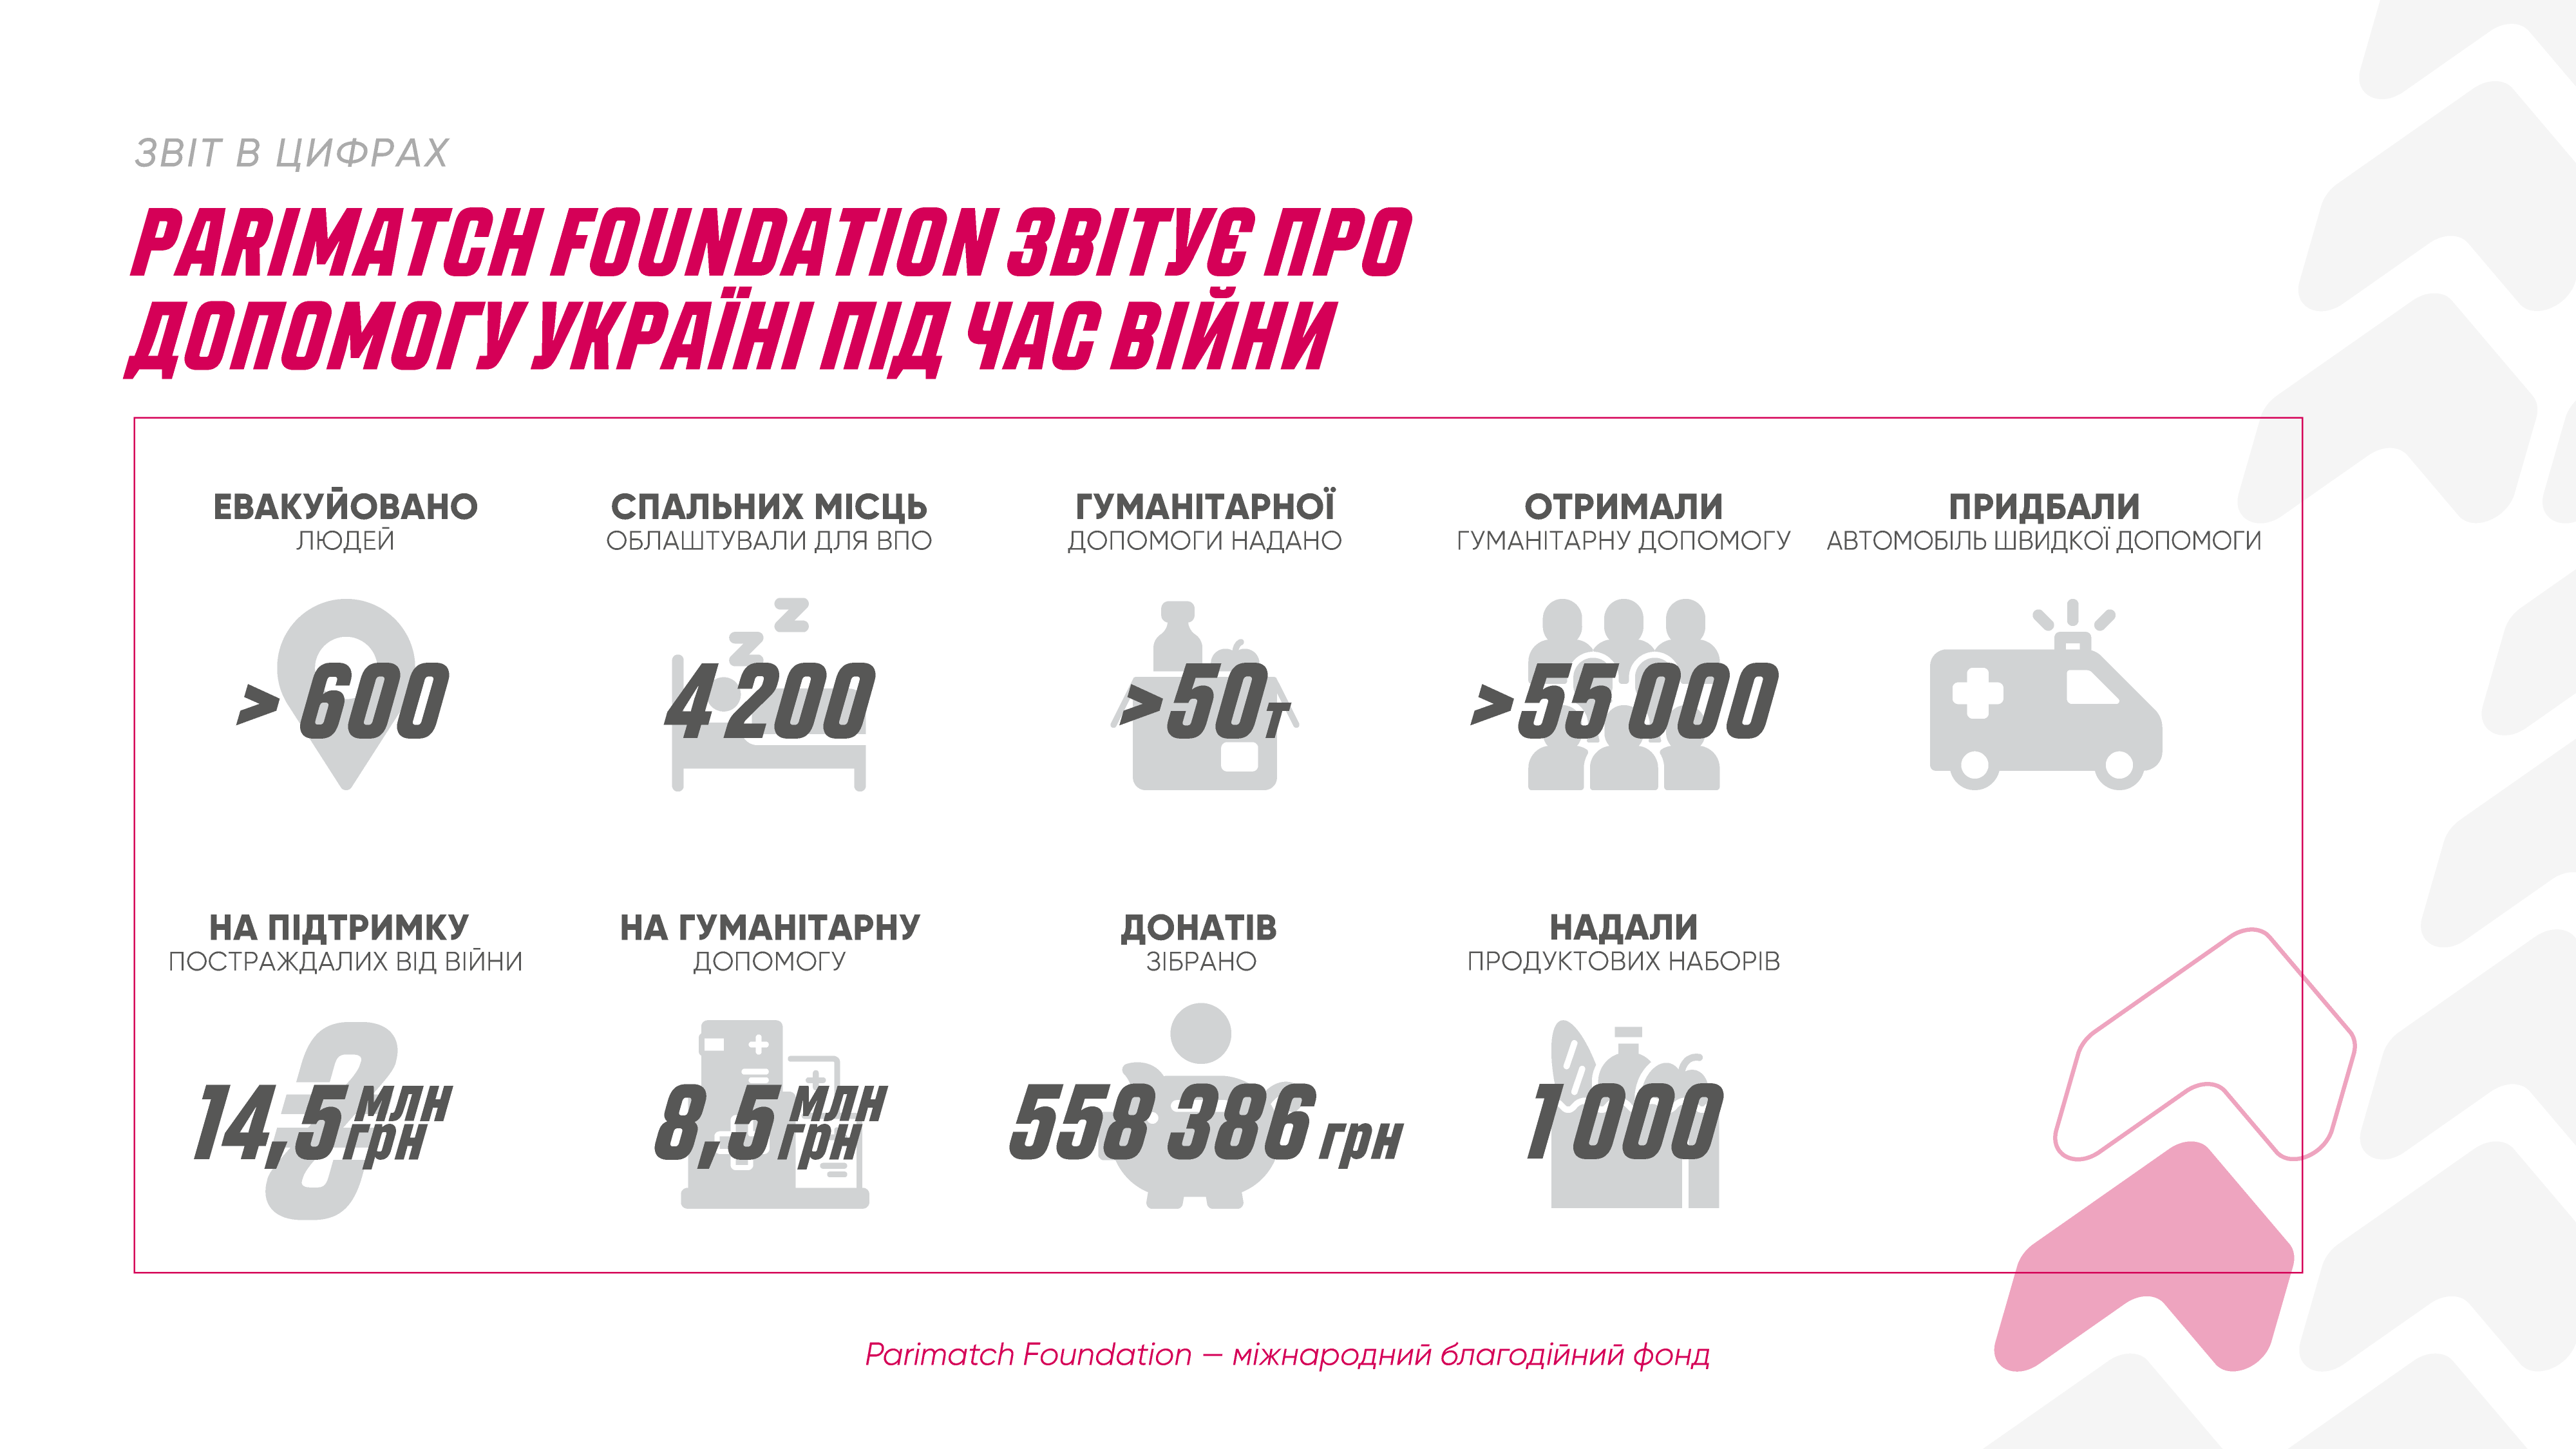 ЗВІТ В ЦИФРАХ
PARIMATCH FOUNDATION ЗВІТУЄ ПРО
ДОПОМОГУ УКРАЇНІ ПІД ЧАС ВІЙНИ
ЕВАКУЙОВАНО
ЛЮДЕЙ
> 600
СПАЛЬНИХ МІСЦЬ
ОБЛАШТУВАЛИ ДЛЯ ВПО
4 200
ГУМАНІТАРНОЇ
ДОПОМОГИ НАДАНО
>50т
ОТРИМАЛИ
ГУМАНІТАРНУ ДОПОМОГУ
>55 000
ПРИДБАЛИ
АВТОМОБІЛЬ ШВИДКОЇ ДОПОМОГИ
НА ПІДТРИМКУ
ПОСТРАЖДАЛИХ ВІД ВІЙНИ
14,5 млн грн
НА ГУМАНІТАРНУ
ДОПОМОГУ
8,5 млн грн
ДОНАТІВ
ЗІБРАНО
558 386 грн
НАДАЛИ
ПРОДУКТОВИХ НАБОРІВ
1 000
Parimatch Foundation — міжнародний благодійний фонд